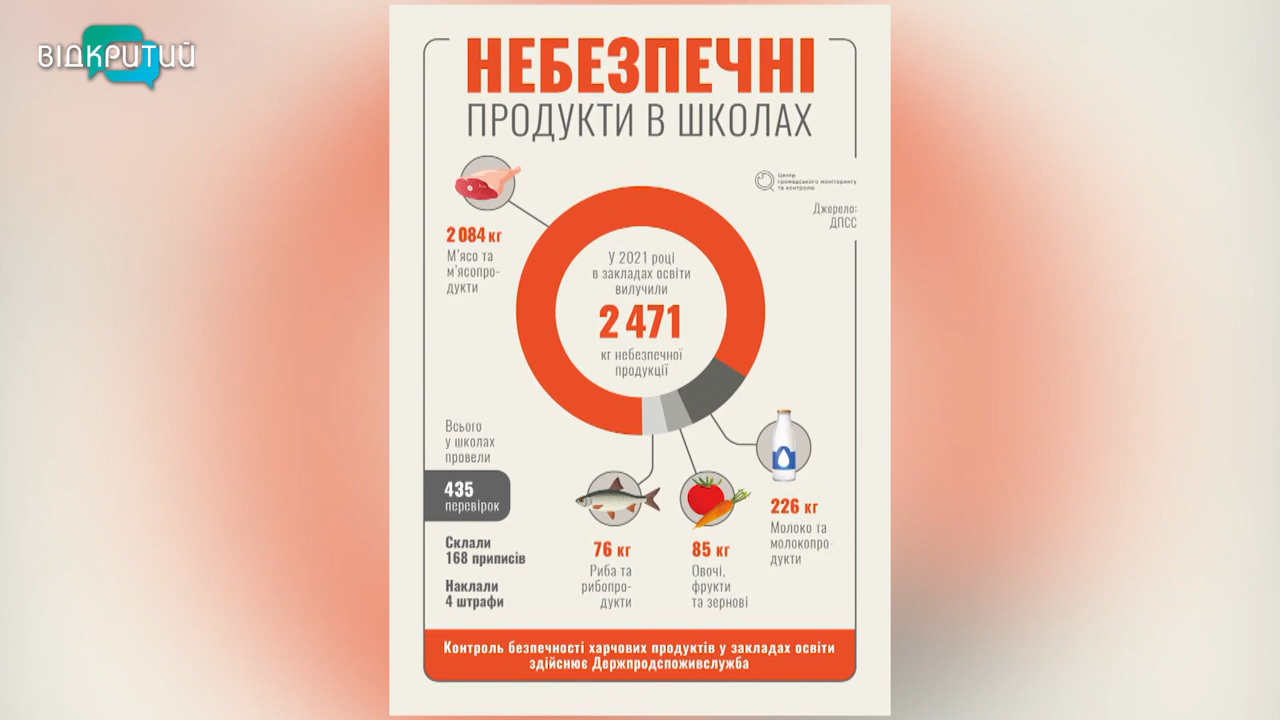 ВІДКРИТИЙ
НЕБЕЗПЕЧНІ
ПРОДУКТИ В ШКОЛАХ
Центр
громадського моніторингу
та контролю
Джерело:
ДПСС
2 084 кг
М'ясо та
м'ясопро-
дукти
У 2021 році
в закладах освіти
вилучили
2 471
кг небезпечної
продукції
Всього
у школах
провели
435
перевірок
Склали
168 приписів
Наклали
4 штрафи
76 кг
Риба та
рибопро-
дукти
85 кг
Овочі,
фрукти
та зернові
226 кг
Молоко та
молокопро-
дукти
Контроль безпечності харчових продуктів у закладах освіти
здійснює Держпродспоживслужба